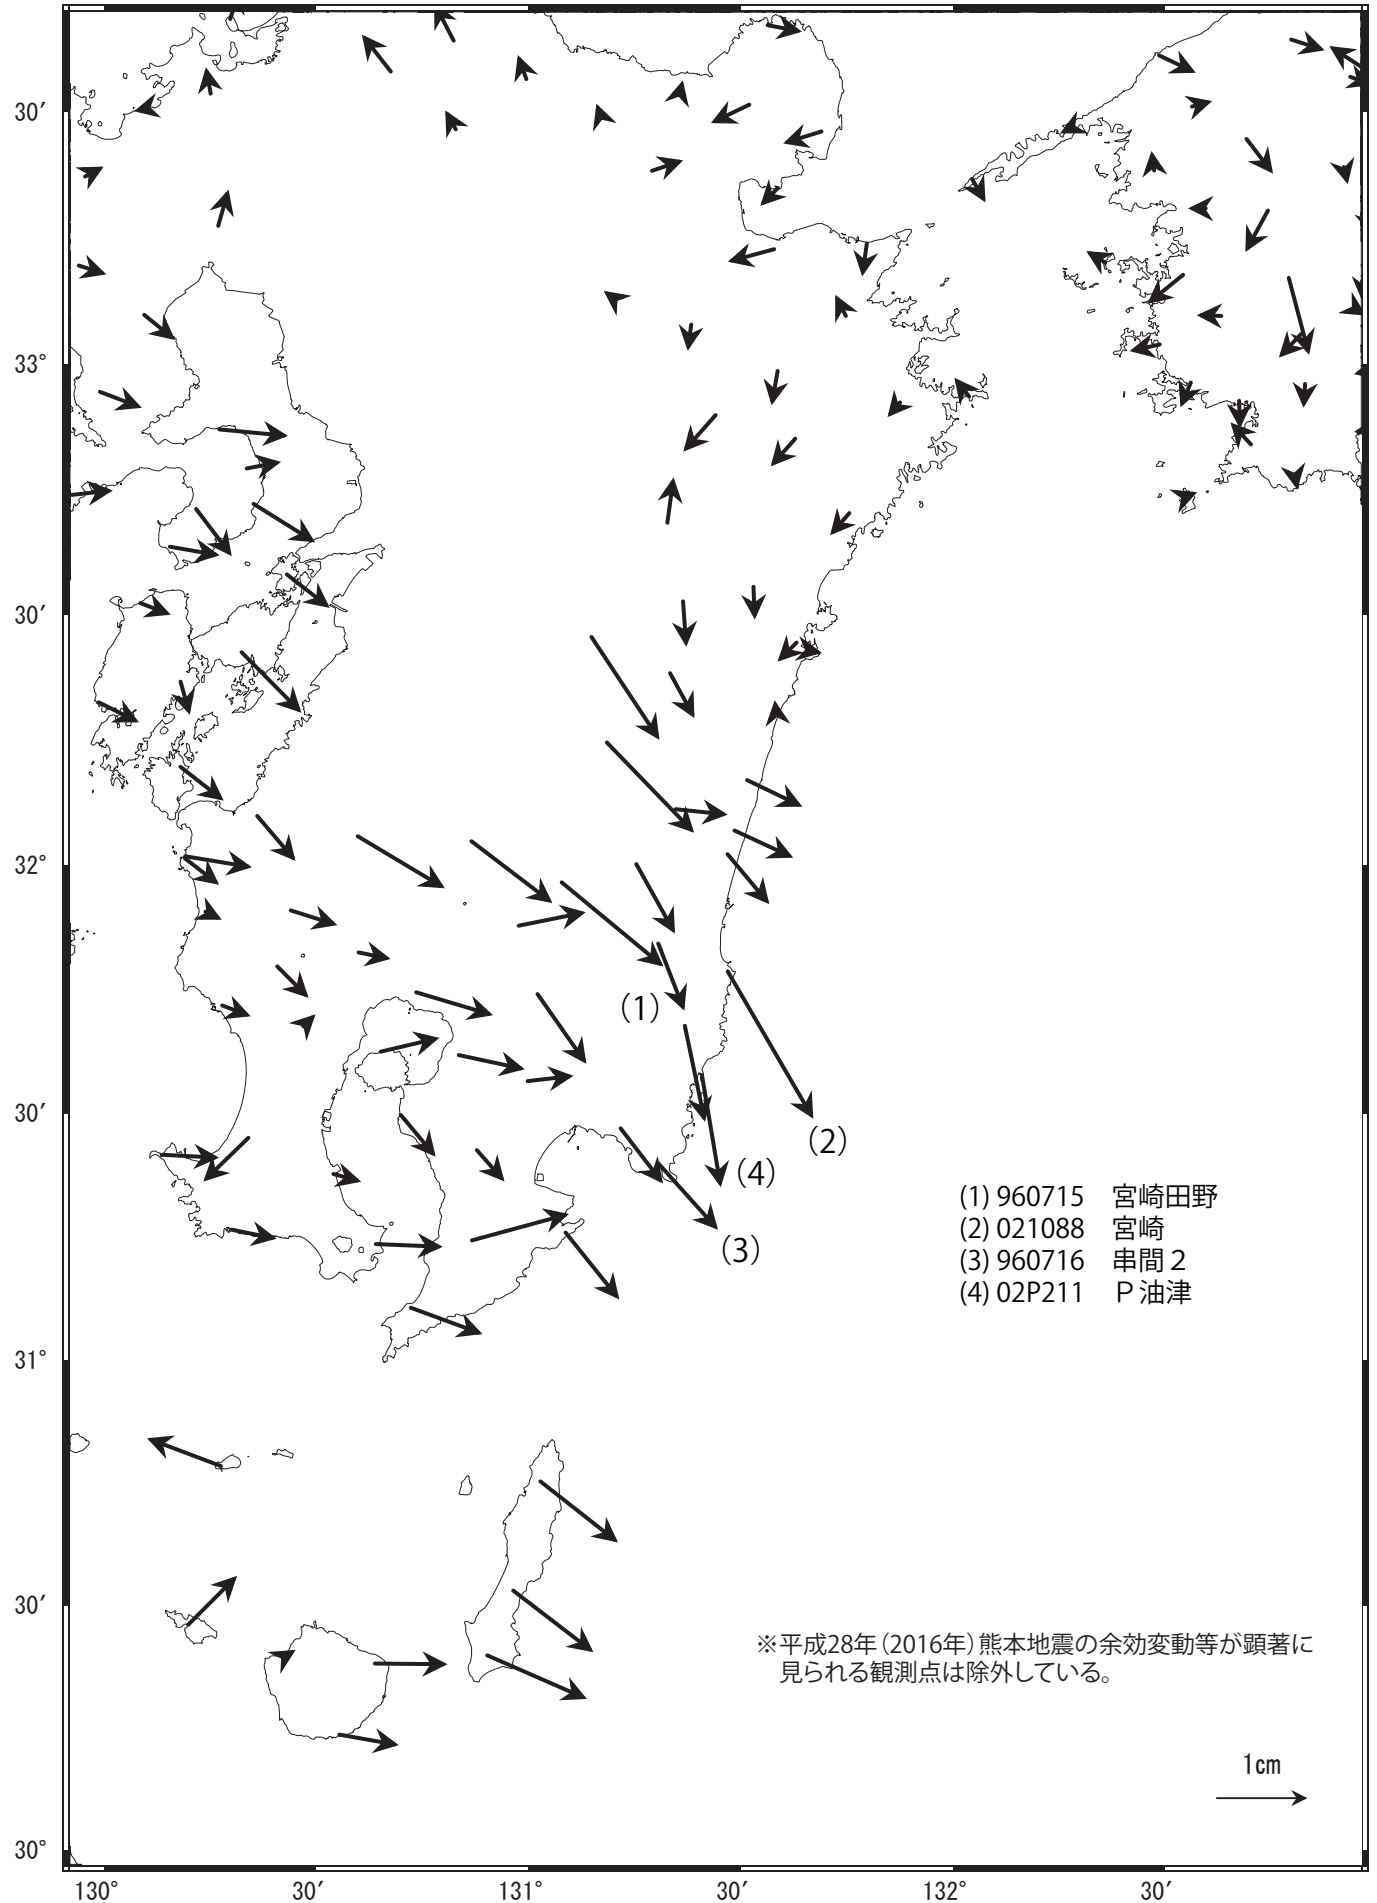 30′
33°
30′
32°
(1)
30′
(2)
(4)
(3)
(1) 960715 宮崎田野
(2) 021088 宮崎
(3) 960716 串間２
(4) 02P211 Ｐ油津
31°
30′
※平成28年(2016年)熊本地震の余効変動等が顕著に
見られる観測点は除外している。
1cm
30°
130° 30′ 131° 30′ 132° 30′